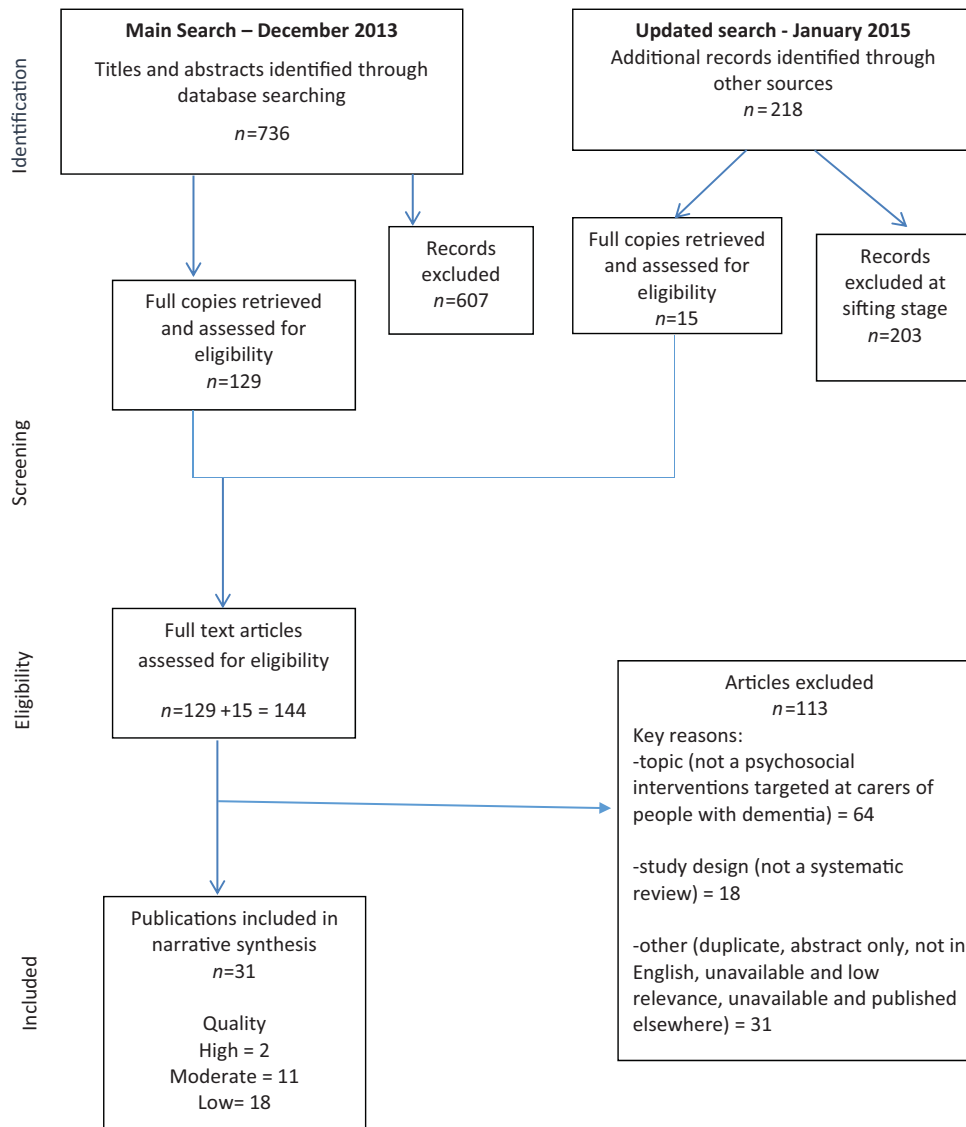 Main Search – December 2013
Titles and abstracts identified through
database searching
n=736
Updated search - January 2015
Additional records identified through
other sources
n=218
Identification
Records
excluded
n=607
Full copies retrieved
and assessed for
eligibility
n=15
Records
excluded at
sifting stage
n=203
Full copies retrieved
and assessed for
eligibility
n=129
Screening
Full text articles
assessed for eligibility
n=129 +15 = 144
Eligibility
Articles excluded
n=113
Key reasons:
-topic (not a psychosocial
interventions targeted at carers of
people with dementia) = 64
-study design (not a systematic
review) = 18
-other (duplicate, abstract only, not in
English, unavailable and low
relevance, unavailable and published
elsewhere) = 31
Publications included in
narrative synthesis
n=31
Quality
High = 2
Moderate = 11
Low= 18
Included